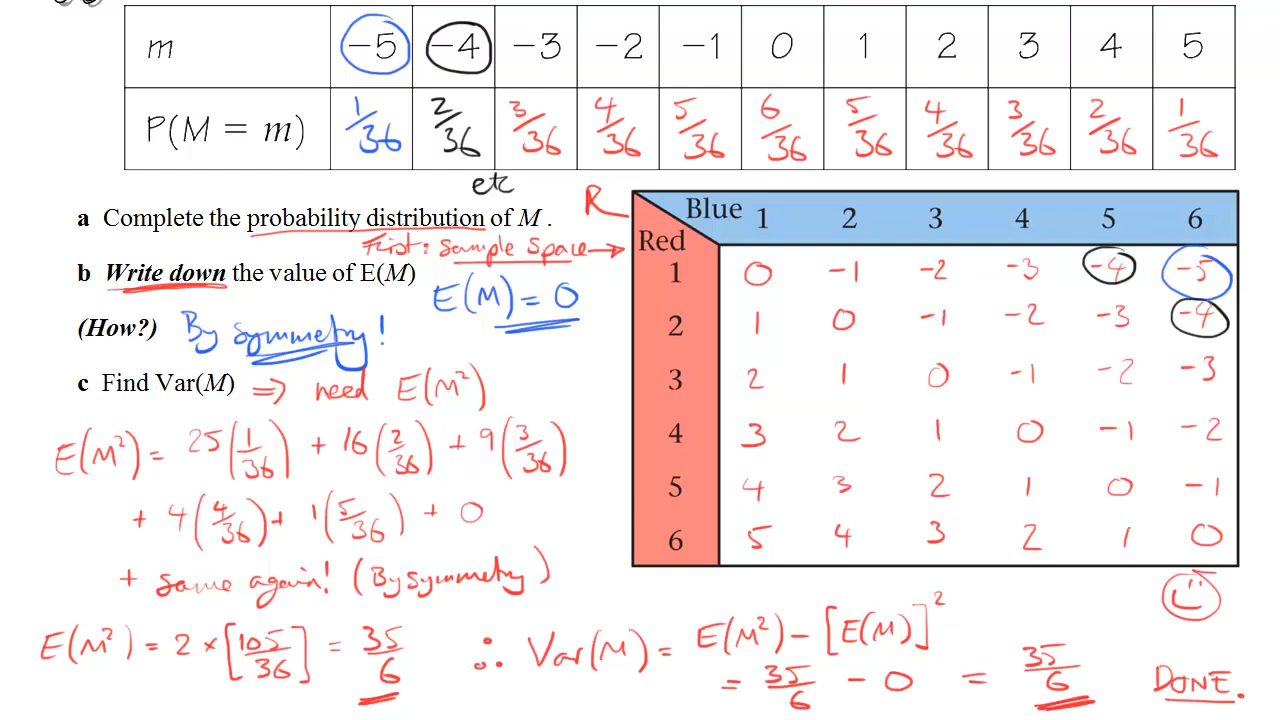 m −5 −4 −3 −2 −1 0 1 2 3 4 5
P(M = m) 1/36 2/36 3/36 4/36 5/36 6/36 5/36 4/36 3/36 2/36 1/36
etc
a Complete the probability distribution of M .
R
First: Sample Space →
b Write down the value of E(M)
E(M) = 0
(How?) By symmetry!
c Find Var(M) ⇒ need E(M²)
E(M²) = 25(1/36) + 16(2/36) + 9(3/36)
+ 4(4/36) + 1(5/36) + 0
+ same again! (By symmetry)
E(M²) = 2 × [105/36] = 35/6
Blue 1 2 3 4 5 6
Red
1 0 -1 -2 -3 -4 -5
2 1 0 -1 -2 -3 -4
3 2 1 0 -1 -2 -3
4 3 2 1 0 -1 -2
5 4 3 2 1 0 -1
6 5 4 3 2 1 0
∴ Var(M) = E(M²) − [E(M)]²
= 35/6 − 0 = 35/6 DONE.